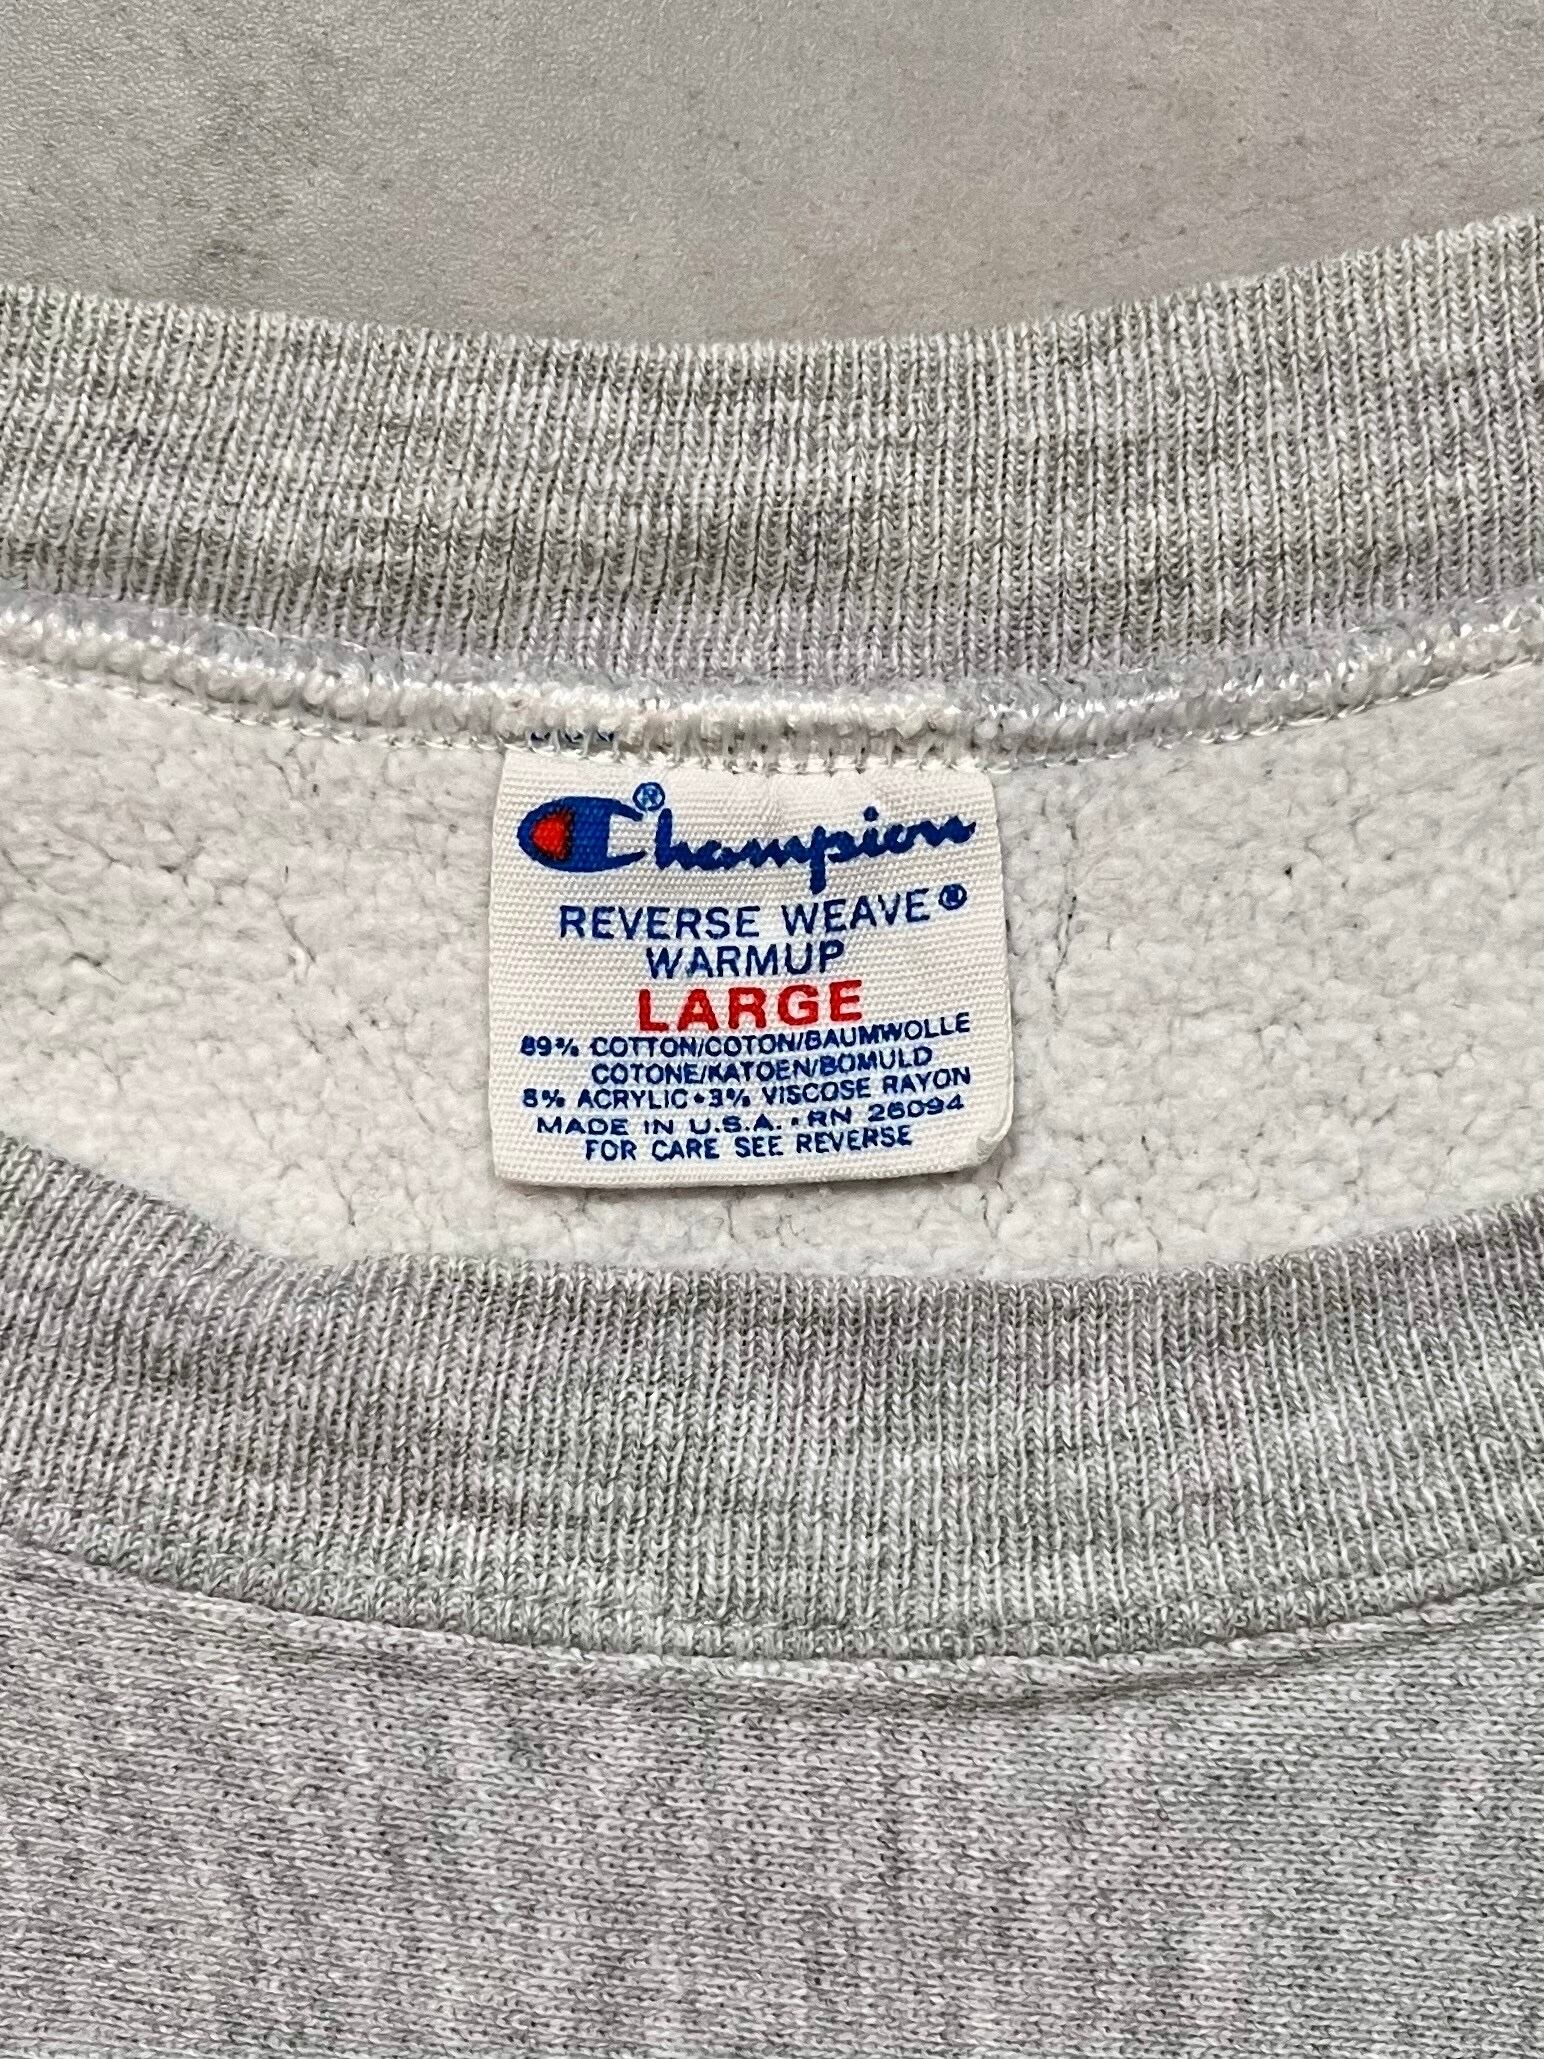 Champion®
REVERSE WEAVE®
WARMUP
LARGE
89% COTTON/COTON/BAUMWOLLE
COTONE/KATOEN/BOMULD
8% ACRYLIC • 3% VISCOSE RAYON
MADE IN U.S.A. • RN 26094
FOR CARE SEE REVERSE